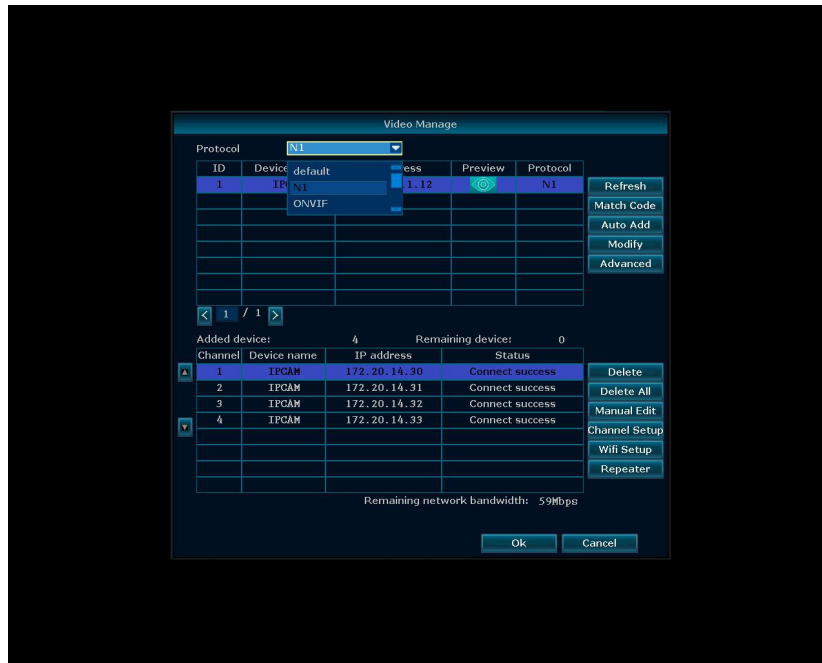 Video Manage
Protocol N1
ID Device ess Preview Protocol
default
1 IP 1.12 N1 Refresh
N1
ONVIF
Match Code
Auto Add
Modify
Advanced
< 1 / 1 >
Added device: 4 Remaining device: 0
Channel Device name IP address Status
1 IPCAM 172.20.14.30 Connect success Delete
2 IPCAM 172.20.14.31 Connect success Delete All
3 IPCAM 172.20.14.32 Connect success Manual Edit
4 IPCAM 172.20.14.33 Connect success Channel Setup
Wifi Setup
Repeater
Remaining network bandwidth: 59Mbps
Ok Cancel